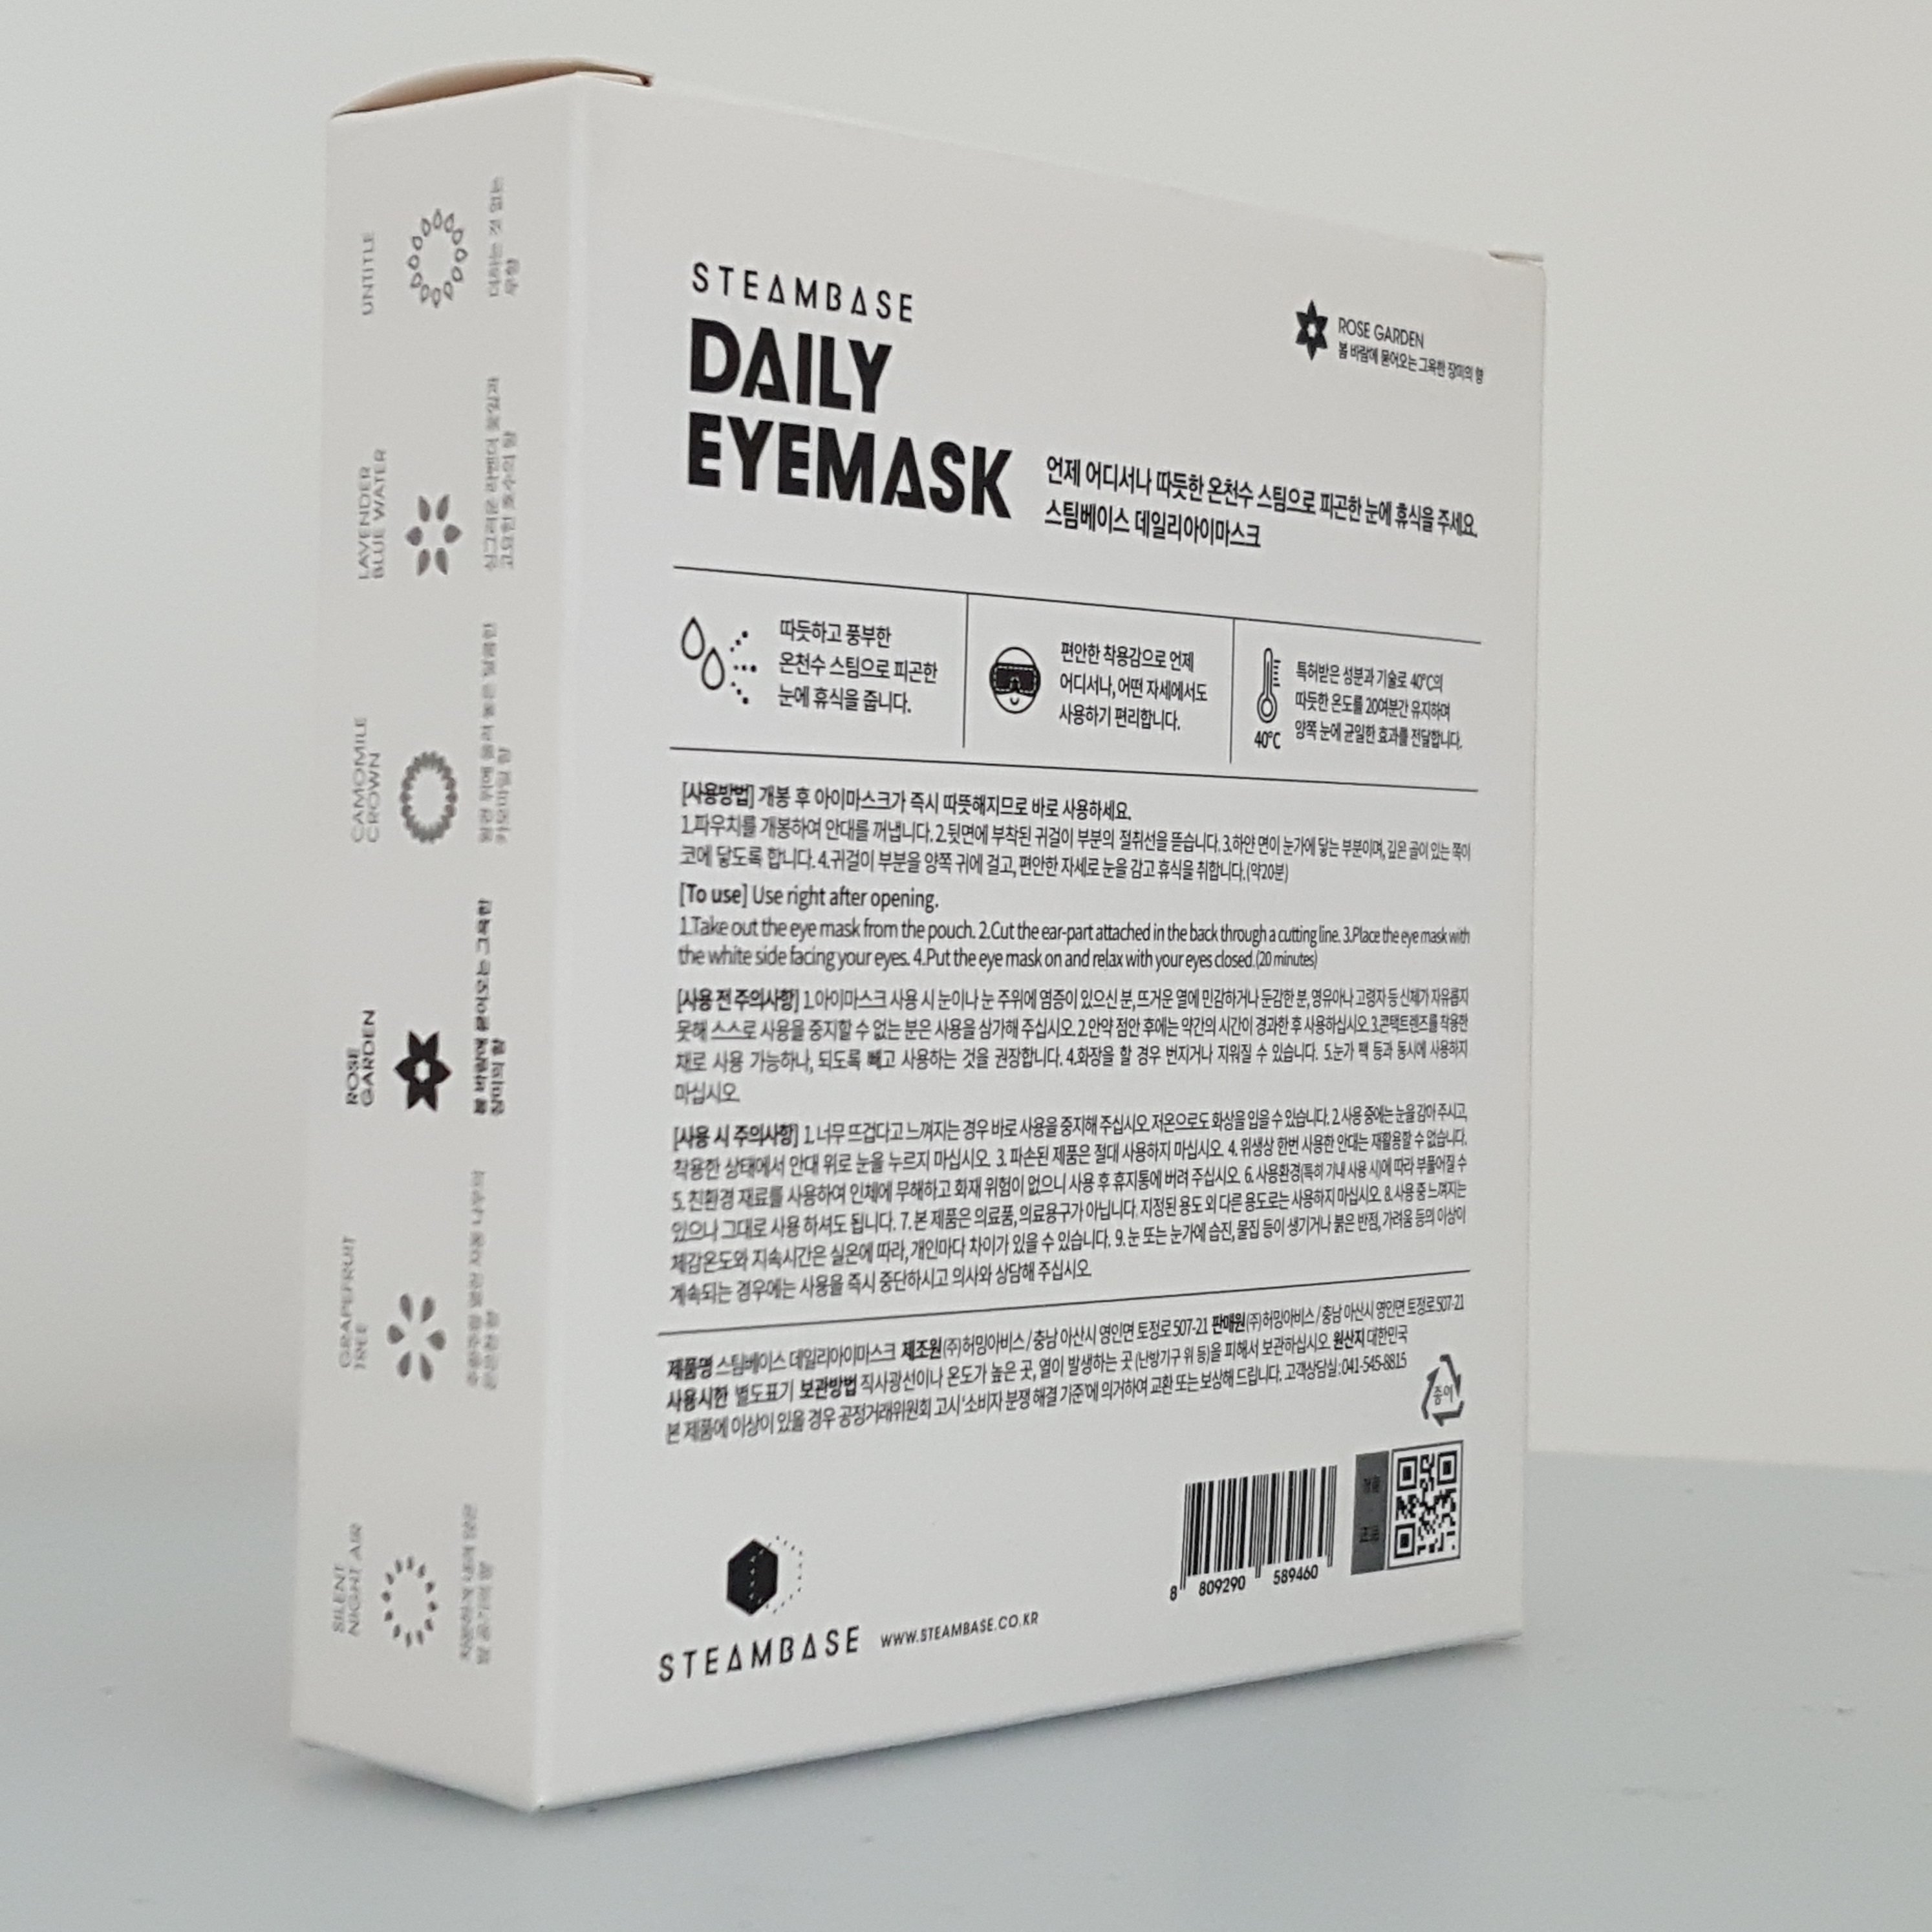 UNTITLE
더하는 것 없는
무향
LAVENDER
BLUE WATER
싱그러운 라벤더 꽃잎과
고요한 호수의 향
CAMOMILE
CROWN
카모마일 향
ROSE
GARDEN
봄 바람에 묻어오는 그윽한
장미의 향
GRAPEFRUIT
TREE
SILENT
NIGHT AIR
STEAMBASE
DAILY
EYEMASK
ROSE GARDEN
봄 바람에 묻어오는 그윽한 장미의 향
언제 어디서나 따듯한 온천수 스팀으로 피곤한 눈에 휴식을 주세요.
스팀베이스 데일리아이마스크
따듯하고 풍부한
온천수 스팀으로 피곤한
눈에 휴식을 줍니다.
편안한 착용감으로 언제
어디서나, 어떤 자세에서도
사용하기 편리합니다.
40℃
특허받은 성분과 기술로 40℃의
따듯한 온도를 20여분간 유지하며
양쪽 눈에 균일한 효과를 전달합니다.
[사용방법] 개봉 후 아이마스크가 즉시 따뜻해지므로 바로 사용하세요.
1.파우치를 개봉하여 안대를 꺼냅니다. 2.뒷면에 부착된 귀걸이 부분의 절취선을 뜯습니다. 3.하얀 면이 눈가에 닿는 부분이며, 깊은 골이 있는 쪽이
코에 닿도록 합니다. 4.귀걸이 부분을 양쪽 귀에 걸고, 편안한 자세로 눈을 감고 휴식을 취합니다.(약20분)
[To use] Use right after opening.
1.Take out the eye mask from the pouch. 2.Cut the ear-part attached in the back through a cutting line. 3.Place the eye mask with
the white side facing your eyes. 4.Put the eye mask on and relax with your eyes closed.(20 minutes)
[사용 전 주의사항] 1.아이마스크 사용 시 눈이나 눈 주위에 염증이 있으신 분, 뜨거운 열에 민감하거나 둔감한 분, 영유아나 고령자 등 신체가 자유롭지
못해 스스로 사용을 중지할 수 없는 분은 사용을 삼가해 주십시오. 2.안약 점안 후에는 약간의 시간이 경과한 후 사용하십시오. 3.콘택트렌즈를 착용한
채로 사용 가능하나, 되도록 빼고 사용하는 것을 권장합니다. 4.화장을 할 경우 번지거나 지워질 수 있습니다. 5.눈가 팩 등과 동시에 사용하지
마십시오.
[사용 시 주의사항] 1. 너무 뜨겁다고 느껴지는 경우 바로 사용을 중지해 주십시오. 저온으로도 화상을 입을 수 있습니다. 2.사용 중에는 눈을 감아 주시고,
착용한 상태에서 안대 위로 눈을 누르지 마십시오. 3. 파손된 제품은 절대 사용하지 마십시오. 4. 위생상 한번 사용한 안대는 재활용할 수 없습니다.
5. 친환경 재료를 사용하여 인체에 무해하고 화재 위험이 없으니 사용 후 휴지통에 버려 주십시오. 6. 사용환경(특히 기내 사용 시)에 따라 부풀어질 수
있으나 그대로 사용 하셔도 됩니다. 7. 본 제품은 의료품, 의료용구가 아닙니다. 지정된 용도 외 다른 용도로는 사용하지 마십시오. 8. 사용 중 느껴지는
체감온도와 지속시간은 실온에 따라, 개인마다 차이가 있을 수 있습니다. 9. 눈 또는 눈가에 습진, 물집 등이 생기거나 붉은 반점, 가려움 등의 이상이
계속되는 경우에는 사용을 즉시 중단하시고 의사와 상담해 주십시오.
제품명 스팀베이스 데일리아이마스크 제조원 (주)허밍아비스 / 충남 아산시 영인면 토정로 507-21 판매원 (주)허밍아비스 / 충남 아산시 영인면 토정로 507-21
사용시한 별도표기 보관방법 직사광선이나 온도가 높은 곳, 열이 발생하는 곳 (난방기구 위 등)을 피해서 보관하십시오. 원산지 대한민국
본 제품에 이상이 있을 경우 공정거래위원회 고시 '소비자 분쟁 해결 기준'에 의거하여 교환 또는 보상해 드립니다. 고객상담실 : 041-545-8815
종이
正品
8 809290 589460
STEAMBASE
WWW.STEAMBASE.CO.KR